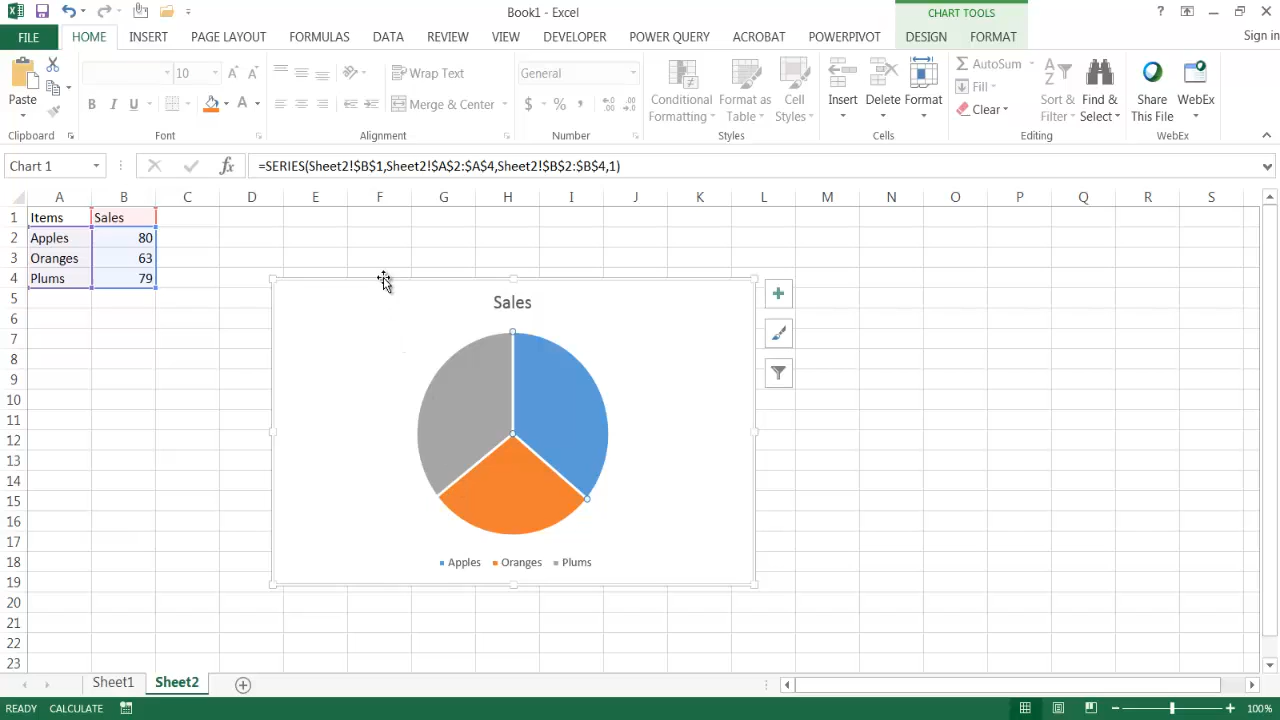 Book1 - Excel
CHART TOOLS
?
FILE HOME INSERT PAGE LAYOUT FORMULAS DATA REVIEW VIEW DEVELOPER POWER QUERY ACROBAT POWERPIVOT DESIGN FORMAT Sign in
Paste
Clipboard
10
B I U A
Font
Wrap Text
Merge & Center
Alignment
General
$ % ,
Number
Conditional
Formatting
Format as
Table
Cell
Styles
Styles
Insert
Delete
Format
Cells
AutoSum
Fill
Clear
Sort &
Filter
Find &
Select
Editing
Share
This File
WebEx
WebEx
Chart 1
fx
=SERIES(Sheet2!$B$1,Sheet2!$A$2:$A$4,Sheet2!$B$2:$B$4,1)
A B C D E F G H I J K L M N O P Q R S
1 Items Sales
2 Apples 80
3 Oranges 63
4 Plums 79
5
6
7
8
9
10
11
12
13
14
15
16
17
18
19
20
21
22
23
Sales
Apples Oranges Plums
Sheet1 Sheet2
READY CALCULATE 100%